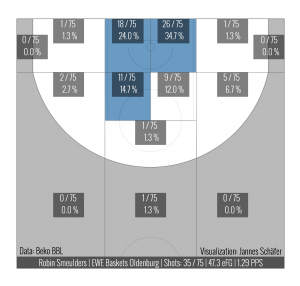 1 / 75 18 / 75 26 / 75 1 / 75
1.3 % 24.0 % 34.7 % 1.3 %
0 / 75 0 / 75
0.0 % 0.0 %
2 / 75 11 / 75 9 / 75 5 / 75
2.7 % 14.7 % 12.0 % 6.7 %
1 / 75
1.3 %
0 / 75 1 / 75 0 / 75
0.0 % 1.3 % 0.0 %
Data: Beko BBL Visualization: Jannes Schäfer
Robin Smeulders | EWE Baskets Oldenburg | Shots: 35 / 75 | 47.3 eFG | 1.29 PPS